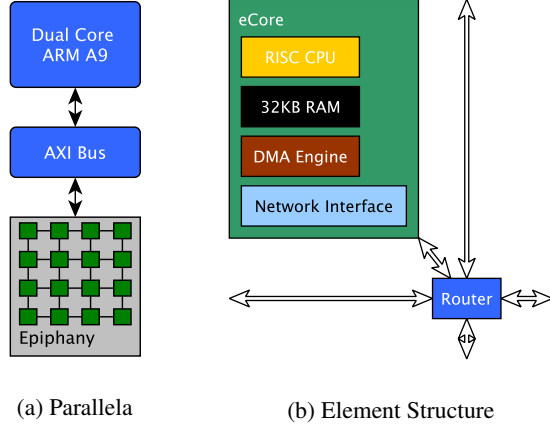 Dual Core
ARM A9
AXI Bus
Epiphany
(a) Parallela
eCore
RISC CPU
32KB RAM
DMA Engine
Network Interface
Router
(b) Element Structure